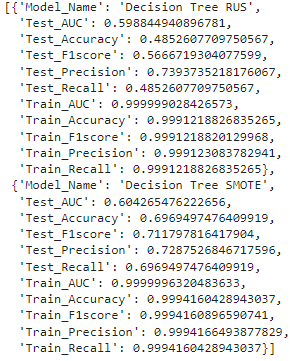 [{'Model_Name': 'Decision Tree RUS',
'Test_AUC': 0.598844940896781,
'Test_Accuracy': 0.4852607709750567,
'Test_F1score': 0.5666719304077599,
'Test_Precision': 0.7393735218176067,
'Test_Recall': 0.4852607709750567,
'Train_AUC': 0.999999028426573,
'Train_Accuracy': 0.9991218826835265,
'Train_F1score': 0.9991218820129968,
'Train_Precision': 0.999123083782941,
'Train_Recall': 0.9991218826835265},
{'Model_Name': 'Decision Tree SMOTE',
'Test_AUC': 0.604265476222656,
'Test_Accuracy': 0.6969497476409919,
'Test_F1score': 0.711797816417904,
'Test_Precision': 0.7287526846717596,
'Test_Recall': 0.6969497476409919,
'Train_AUC': 0.9999996320483633,
'Train_Accuracy': 0.9994160428943037,
'Train_F1score': 0.9994160896590741,
'Train_Precision': 0.9994166493877829,
'Train_Recall': 0.9994160428943037}]